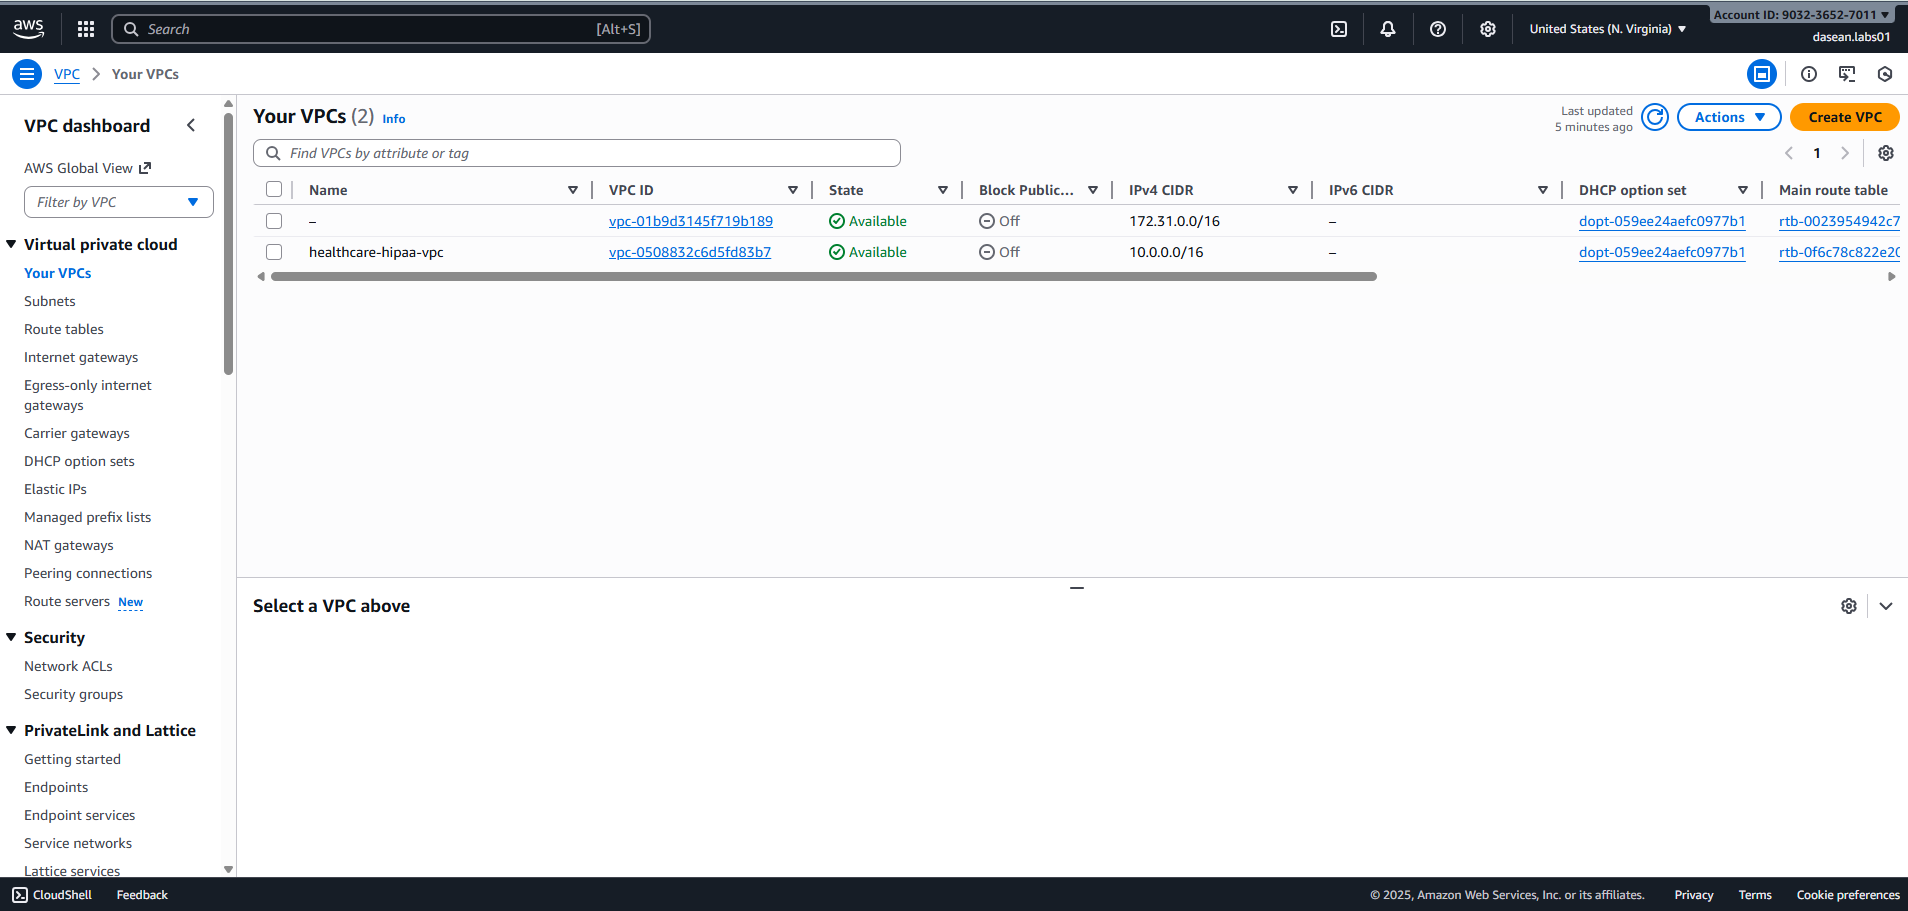 aws
Search [Alt+S]
United States (N. Virginia)
Account ID: 9032-3652-7011
dasean.labs01
VPC
Your VPCs
VPC dashboard
AWS Global View
Filter by VPC
Virtual private cloud
Your VPCs
Subnets
Route tables
Internet gateways
Egress-only internet
gateways
Carrier gateways
DHCP option sets
Elastic IPs
Managed prefix lists
NAT gateways
Peering connections
Route servers New
Security
Network ACLs
Security groups
PrivateLink and Lattice
Getting started
Endpoints
Endpoint services
Service networks
Lattice services
Your VPCs (2) Info
Last updated
5 minutes ago
Actions
Create VPC
Find VPCs by attribute or tag
1
Name VPC ID State Block Public... IPv4 CIDR IPv6 CIDR DHCP option set Main route table
– vpc-01b9d3145f719b189 Available Off 172.31.0.0/16 – dopt-059ee24aefc0977b1 rtb-0023954942c7
healthcare-hipaa-vpc vpc-0508832c6d5fd83b7 Available Off 10.0.0.0/16 – dopt-059ee24aefc0977b1 rtb-0f6c78c822e20
Select a VPC above
CloudShell Feedback
© 2025, Amazon Web Services, Inc. or its affiliates. Privacy Terms Cookie preferences